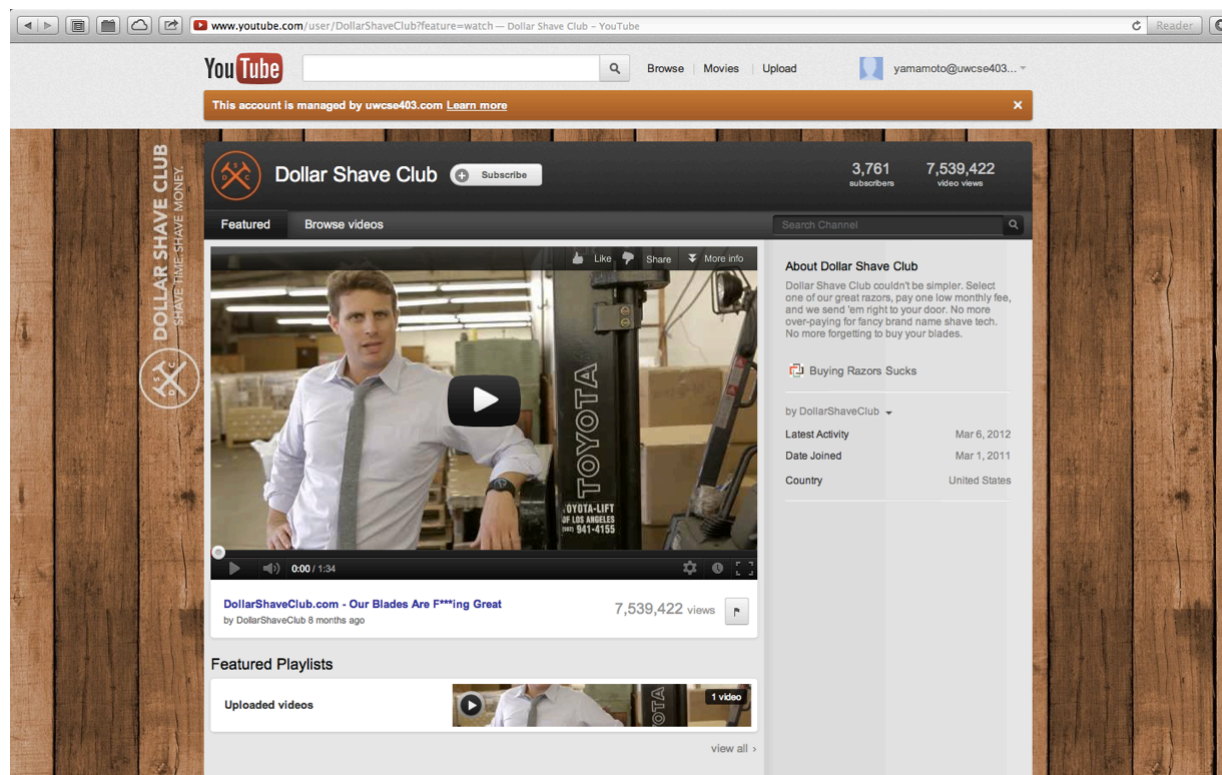 www.youtube.com/user/DollarShaveClub?feature=watch — Dollar Shave Club – YouTube
Reader
YouTube
Browse
Movies
Upload
yamamoto@uwcse403...
This account is managed by uwcse403.com Learn more
DOLLAR SHAVE CLUB
SHAVE TIME. SHAVE MONEY.
S
D C
S
D C
Dollar Shave Club
Subscribe
3,761
subscribers
7,539,422
video views
Featured
Browse videos
Search Channel
Like
Share
More info
TOYOTA
OYOTA-LIFT
OF LOS ANGELES
941-4155
0:00 / 1:34
DollarShaveClub.com - Our Blades Are F***ing Great
by DollarShaveClub 8 months ago
7,539,422 views
Featured Playlists
Uploaded videos
OTA
1 video
view all ›
About Dollar Shave Club
Dollar Shave Club couldn't be simpler. Select
one of our great razors, pay one low monthly fee,
and we send 'em right to your door. No more
over-paying for fancy brand name shave tech.
No more forgetting to buy your blades.
Buying Razors Sucks
by DollarShaveClub
Latest Activity Mar 6, 2012
Date Joined Mar 1, 2011
Country United States